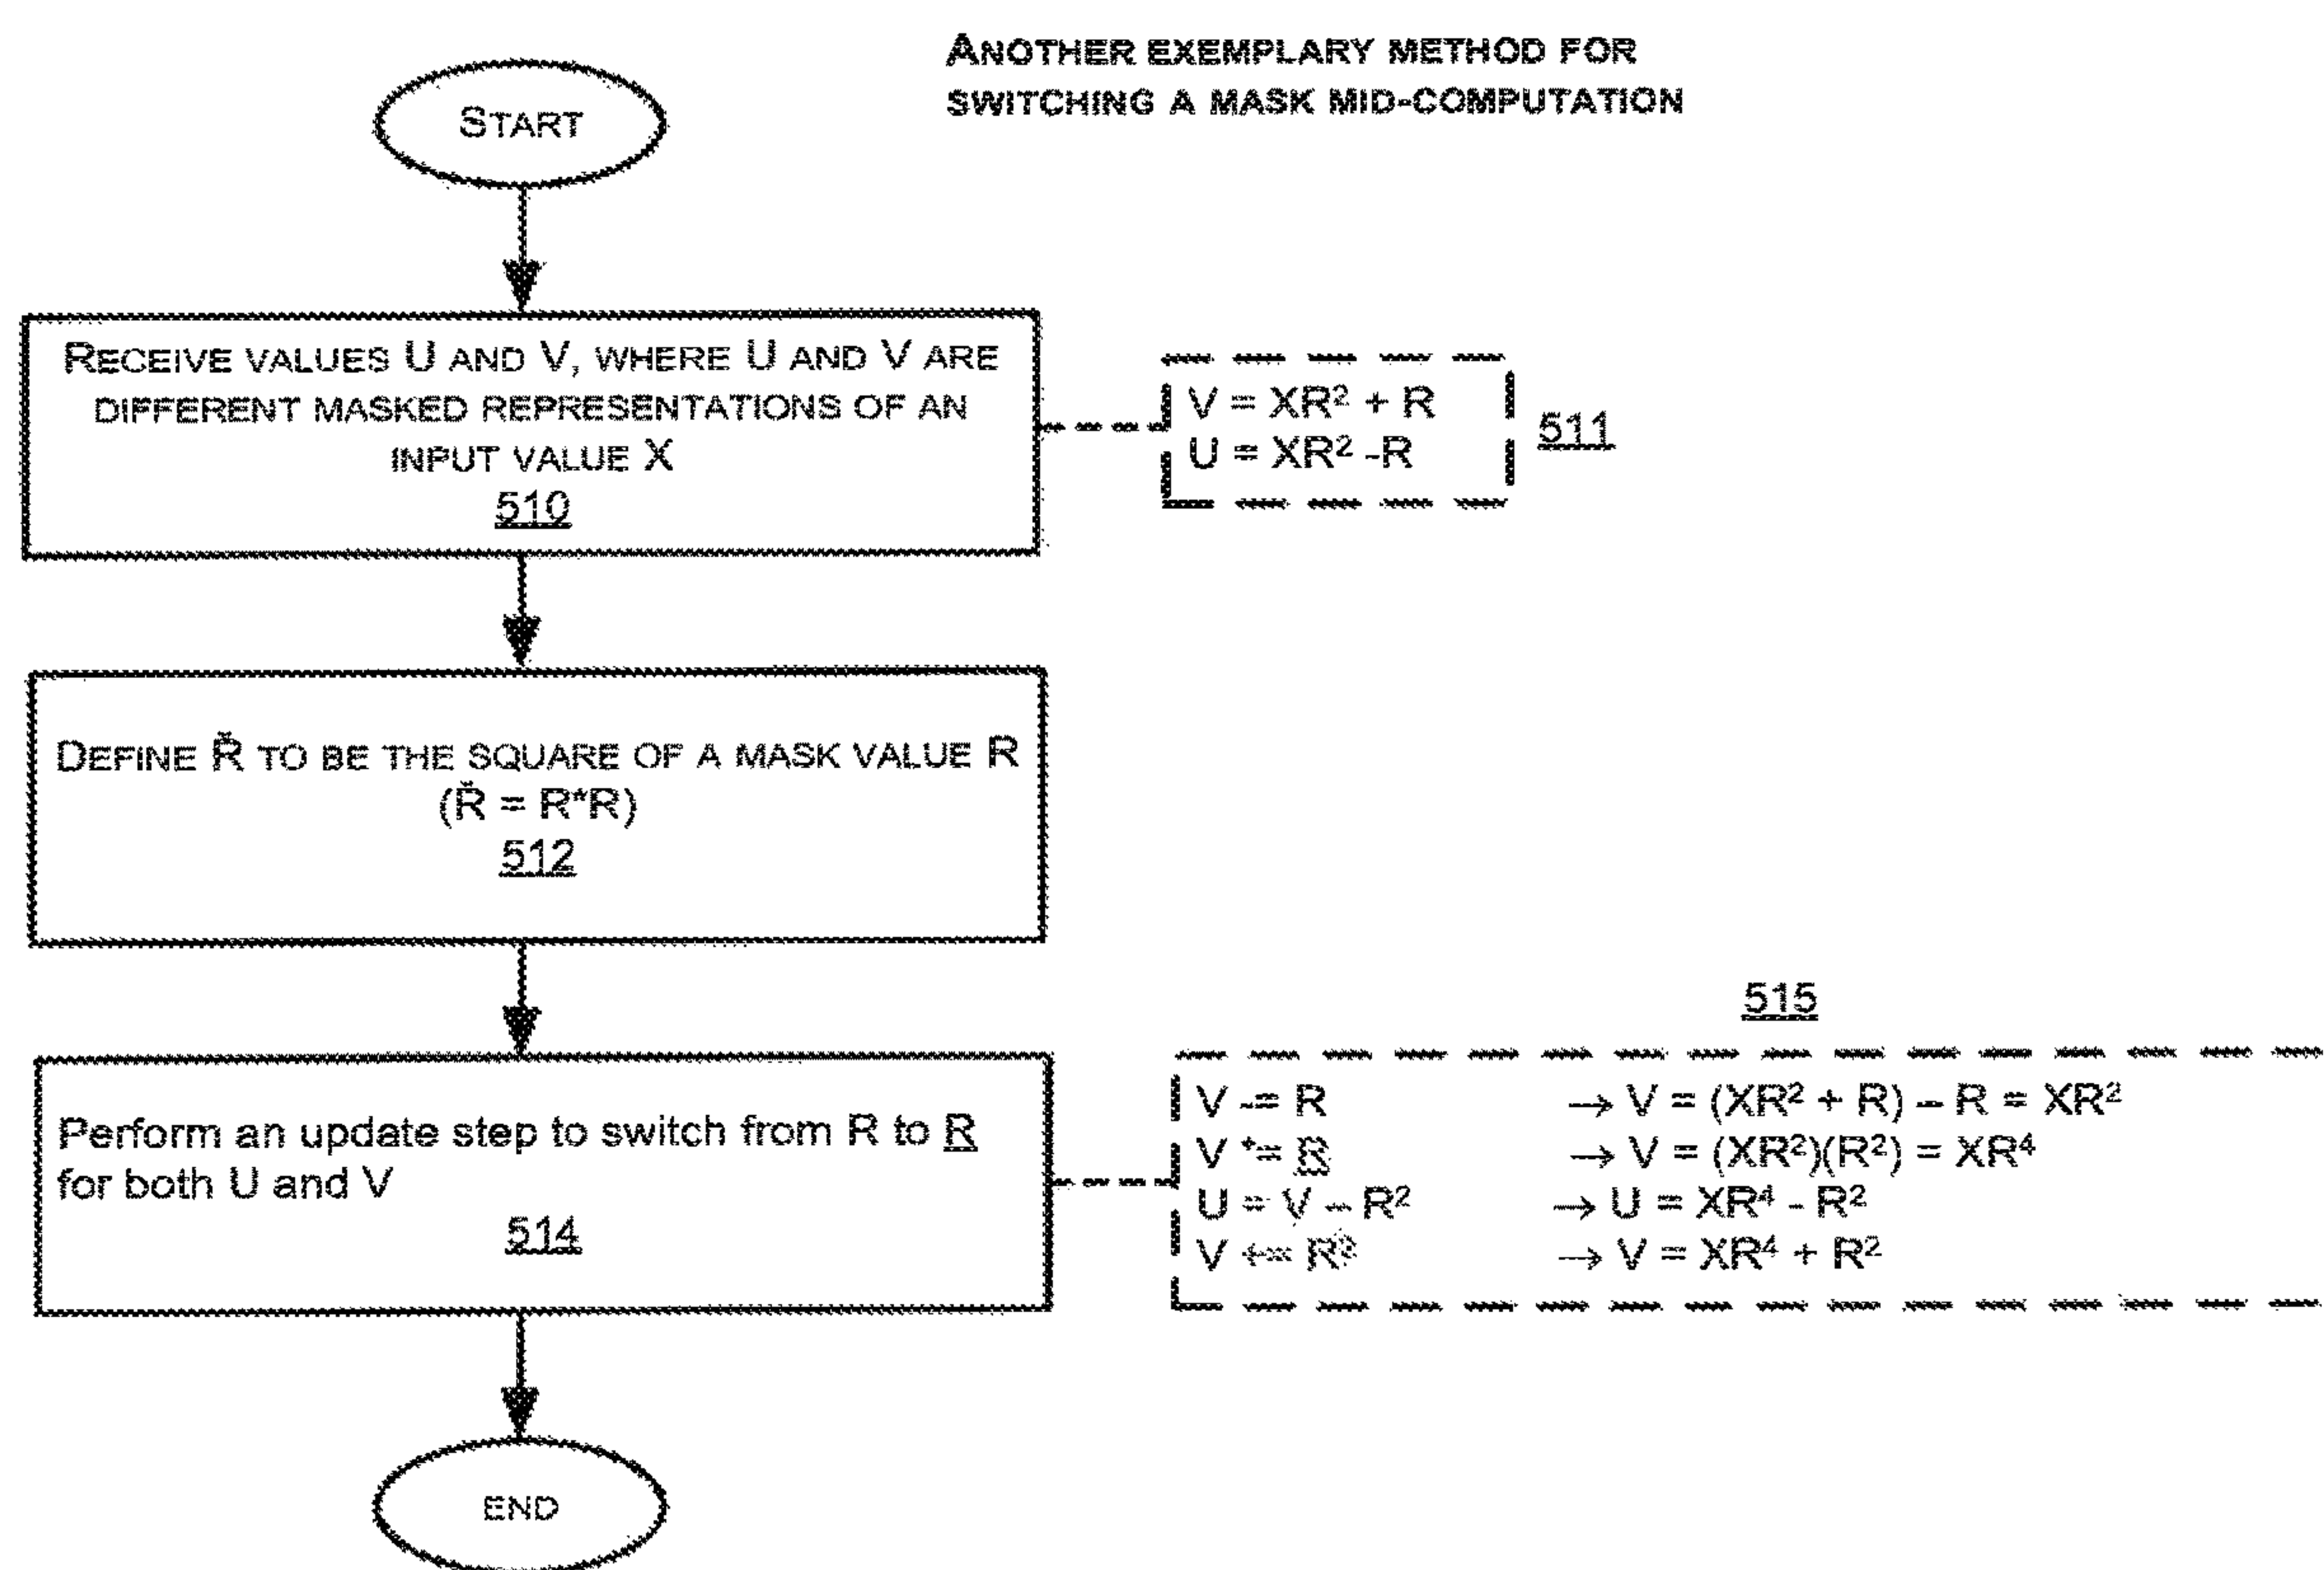 ANOTHER EXEMPLARY METHOD FOR
SWITCHING A MASK MID-COMPUTATION
START
RECEIVE VALUES U AND V, WHERE U AND V ARE
DIFFERENT MASKED REPRESENTATIONS OF AN
INPUT VALUE X
510
V = XR² + R
U = XR² -R
511
DEFINE Ř TO BE THE SQUARE OF A MASK VALUE R
(Ř = R*R)
512
515
Perform an update step to switch from R to R̲
for both U and V
514
V -= R → V = (XR² + R) – R = XR²
V *= R̲ → V = (XR²)(R²) = XR⁴
U = V – R² → U = XR⁴ - R²
V += R² → V = XR⁴ + R²
END